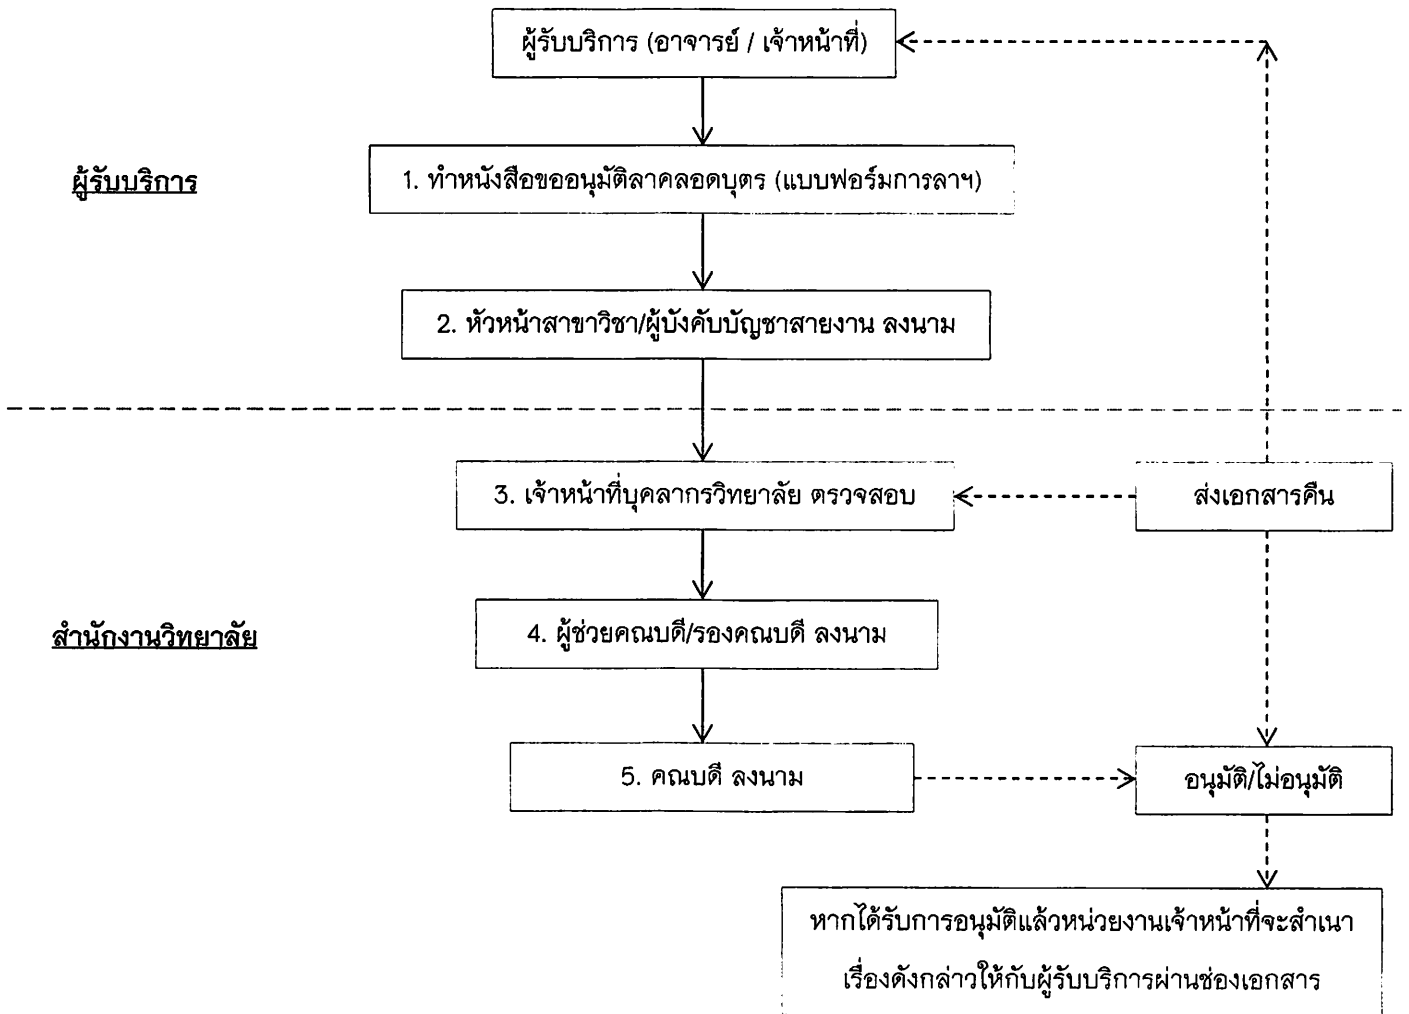 ผู้รับบริการ (อาจารย์ / เจ้าหน้าที่)
ผู้รับบริการ
1. ทำหนังสือขออนุมัติลาคลอดบุตร (แบบฟอร์มการลาฯ)
2. หัวหน้าสาขาวิชา/ผู้บังคับบัญชาสายงาน ลงนาม
3. เจ้าหน้าที่บุคลากรวิทยาลัย ตรวจสอบ
ส่งเอกสารคืน
สำนักงานวิทยาลัย
4. ผู้ช่วยคณบดี/รองคณบดี ลงนาม
5. คณบดี ลงนาม
อนุมัติ/ไม่อนุมัติ
หากได้รับการอนุมัติแล้วหน่วยงานเจ้าหน้าที่จะสำเนา
เรื่องดังกล่าวให้กับผู้รับบริการผ่านช่องเอกสาร